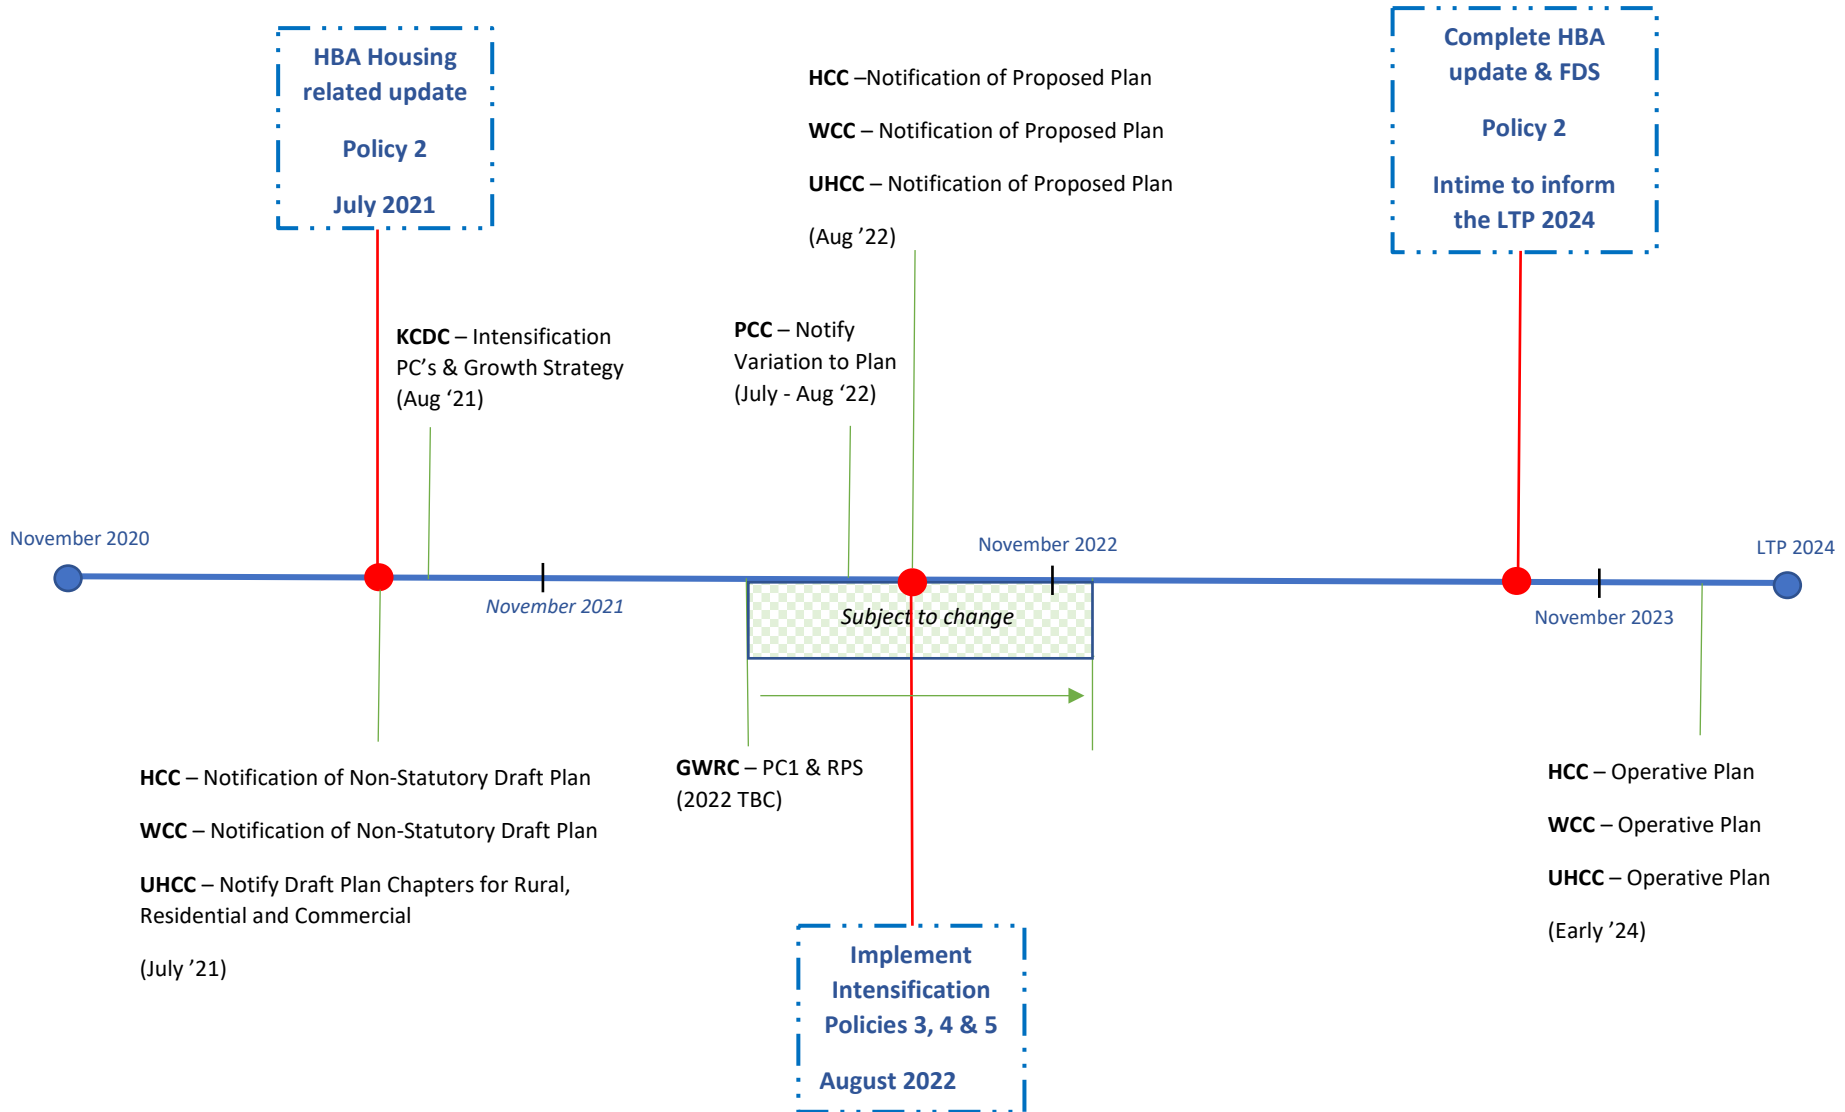 HBA Housing
related update
Policy 2
July 2021
HCC –Notification of Proposed Plan
WCC – Notification of Proposed Plan
UHCC – Notification of Proposed Plan
(Aug ’22)
Complete HBA
update & FDS
Policy 2
Intime to inform
the LTP 2024
KCDC – Intensification
PC’s & Growth Strategy
(Aug ‘21)
PCC – Notify
Variation to Plan
(July - Aug ‘22)
November 2020
November 2021
November 2022
November 2023
LTP 2024
Subject to change
HCC – Notification of Non-Statutory Draft Plan
WCC – Notification of Non-Statutory Draft Plan
UHCC – Notify Draft Plan Chapters for Rural,
Residential and Commercial
(July ’21)
GWRC – PC1 & RPS
(2022 TBC)
HCC – Operative Plan
WCC – Operative Plan
UHCC – Operative Plan
(Early ’24)
Implement
Intensification
Policies 3, 4 & 5
August 2022